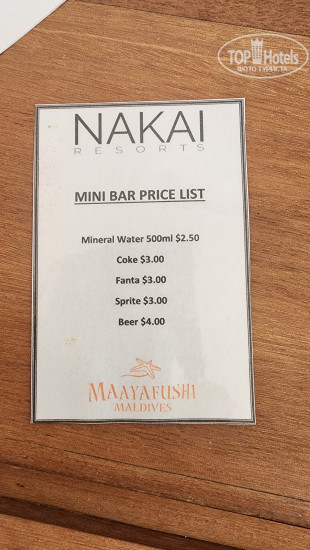 TOP Hotels
ФОТО ТУРИСТА
NAKAI
RESORTS
MINI BAR PRICE LIST
Mineral Water 500ml $2.50
Coke $3.00
Fanta $3.00
Sprite $3.00
Beer $4.00
MAAYAFUSHI
MALDIVES